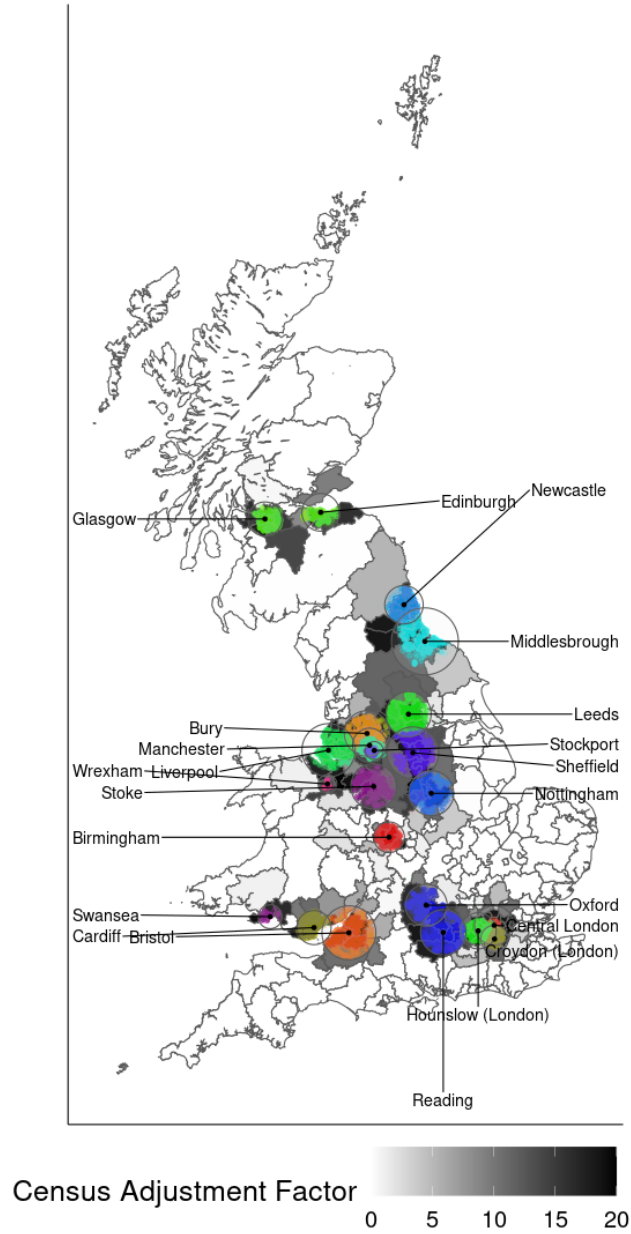 Newcastle
Edinburgh
Glasgow
Middlesbrough
Leeds
Bury
Manchester
Stockport
Wrexham
Liverpool
Sheffield
Stoke
Nottingham
Birmingham
Oxford
Swansea
Central London
Cardiff
Bristol
Croydon (London)
Hounslow (London)
Reading
Census Adjustment Factor
0 5 10 15 20